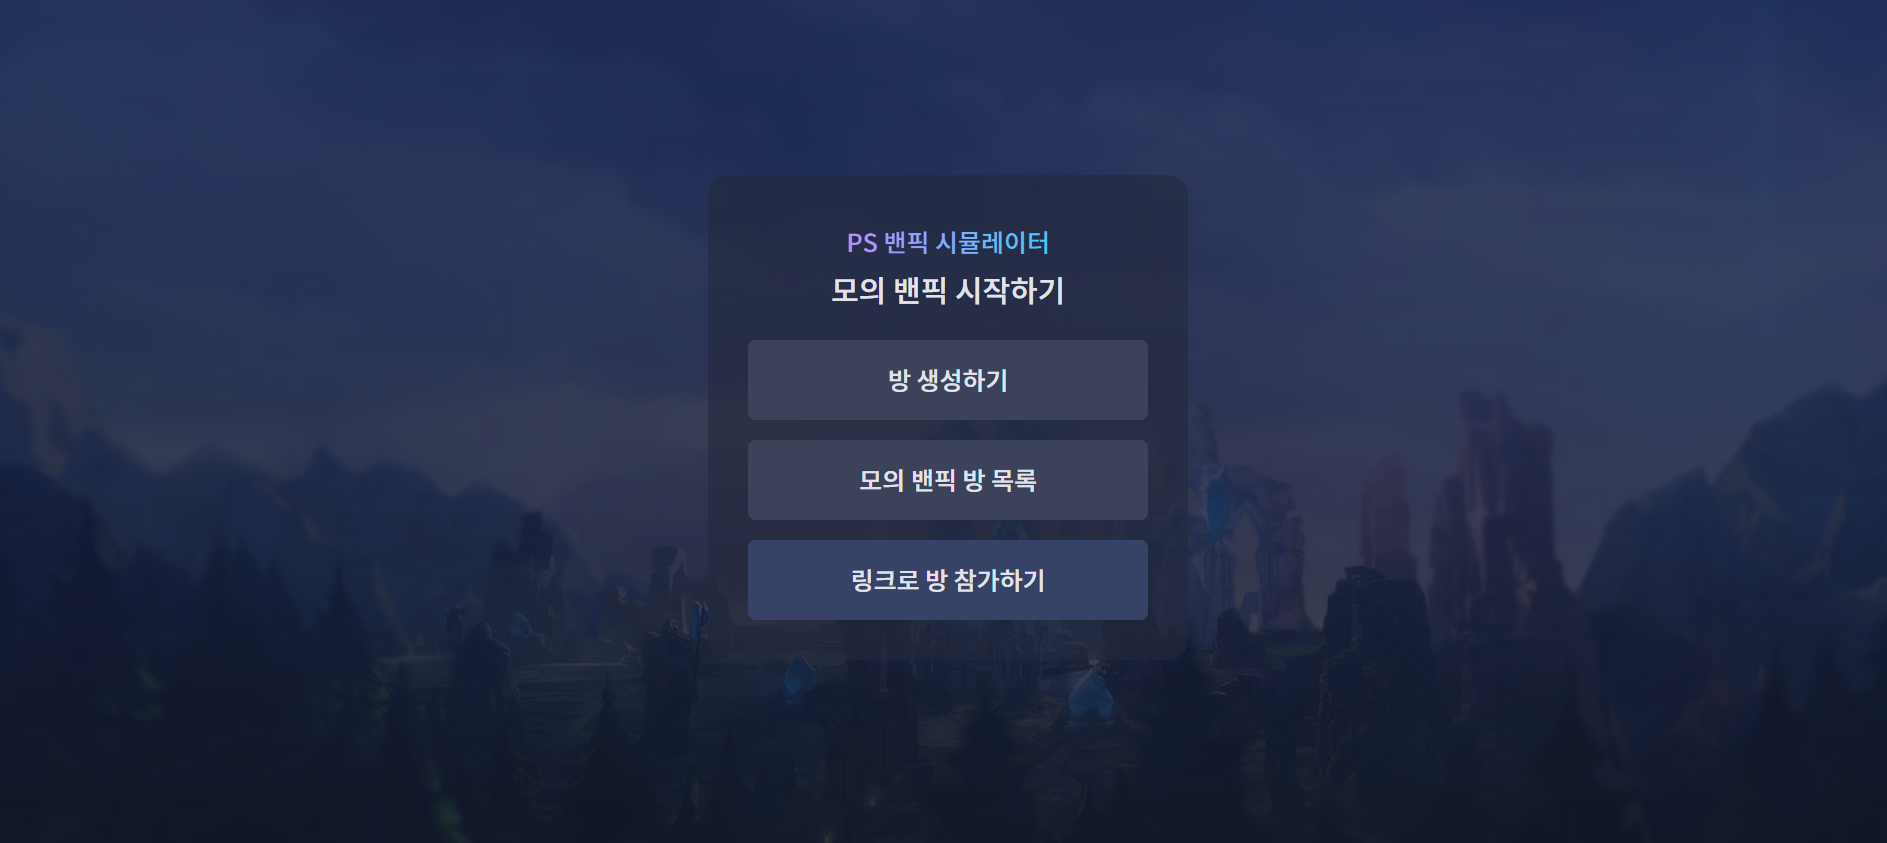 PS 밴픽 시뮬레이터
모의 밴픽 시작하기
방 생성하기
모의 밴픽 방 목록
링크로 방 참가하기